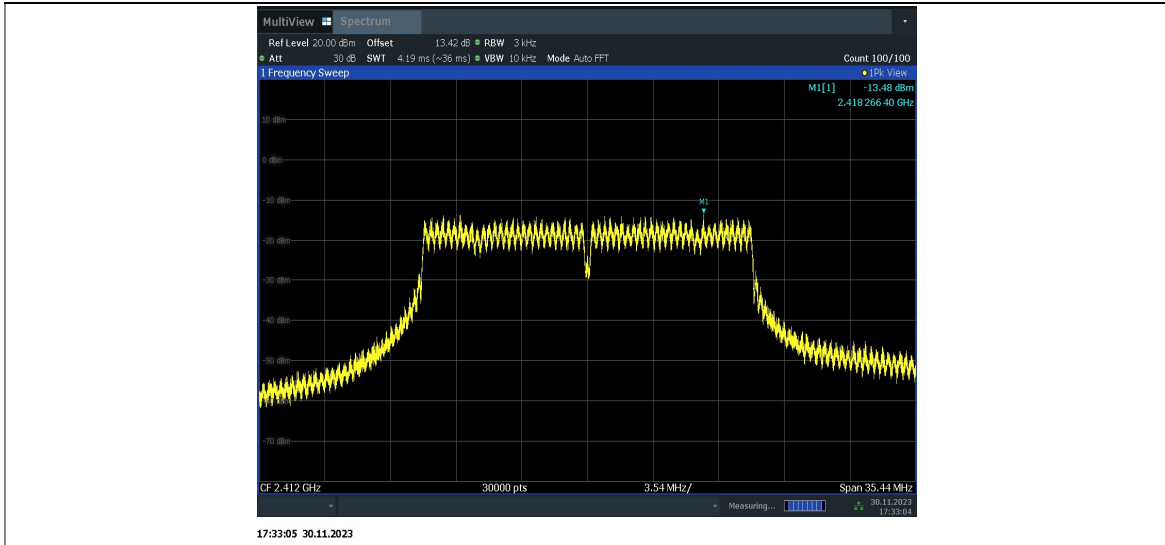 MultiView Spectrum
Ref Level 20.00 dBm Offset 13.42 dB RBW 3 kHz
Att 30 dB SWT 4.19 ms (~36 ms) VBW 10 kHz Mode Auto FFT Count 100/100
1 Frequency Sweep 1Pk View
M1[1] -13.48 dBm
2.418 266 40 GHz
10 dBm
0 dBm
M1
-10 dBm
-20 dBm
-30 dBm
-40 dBm
-50 dBm
-70 dBm
CF 2.412 GHz 30000 pts 3.54 MHz/ Span 35.44 MHz
Measuring... 30.11.2023
17:33:04
17:33:05 30.11.2023